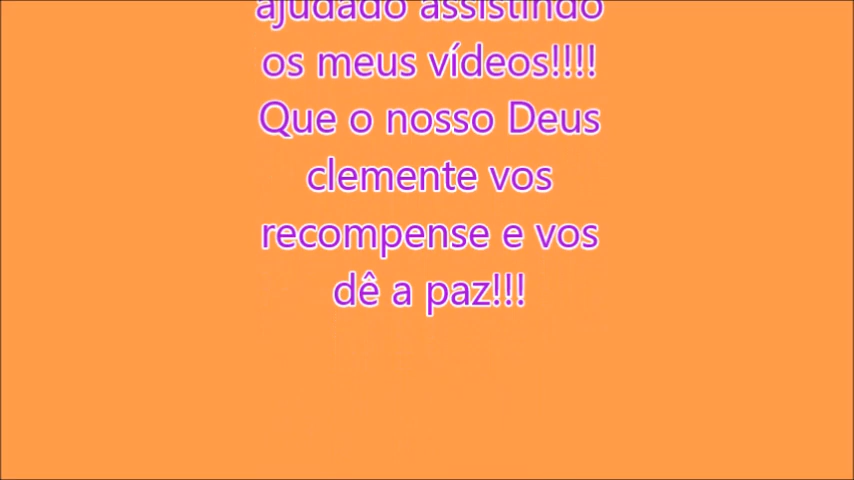 ajudado assistindo
os meus vídeos!!!!
Que o nosso Deus
clemente vos
recompense e vos
dê a paz!!!